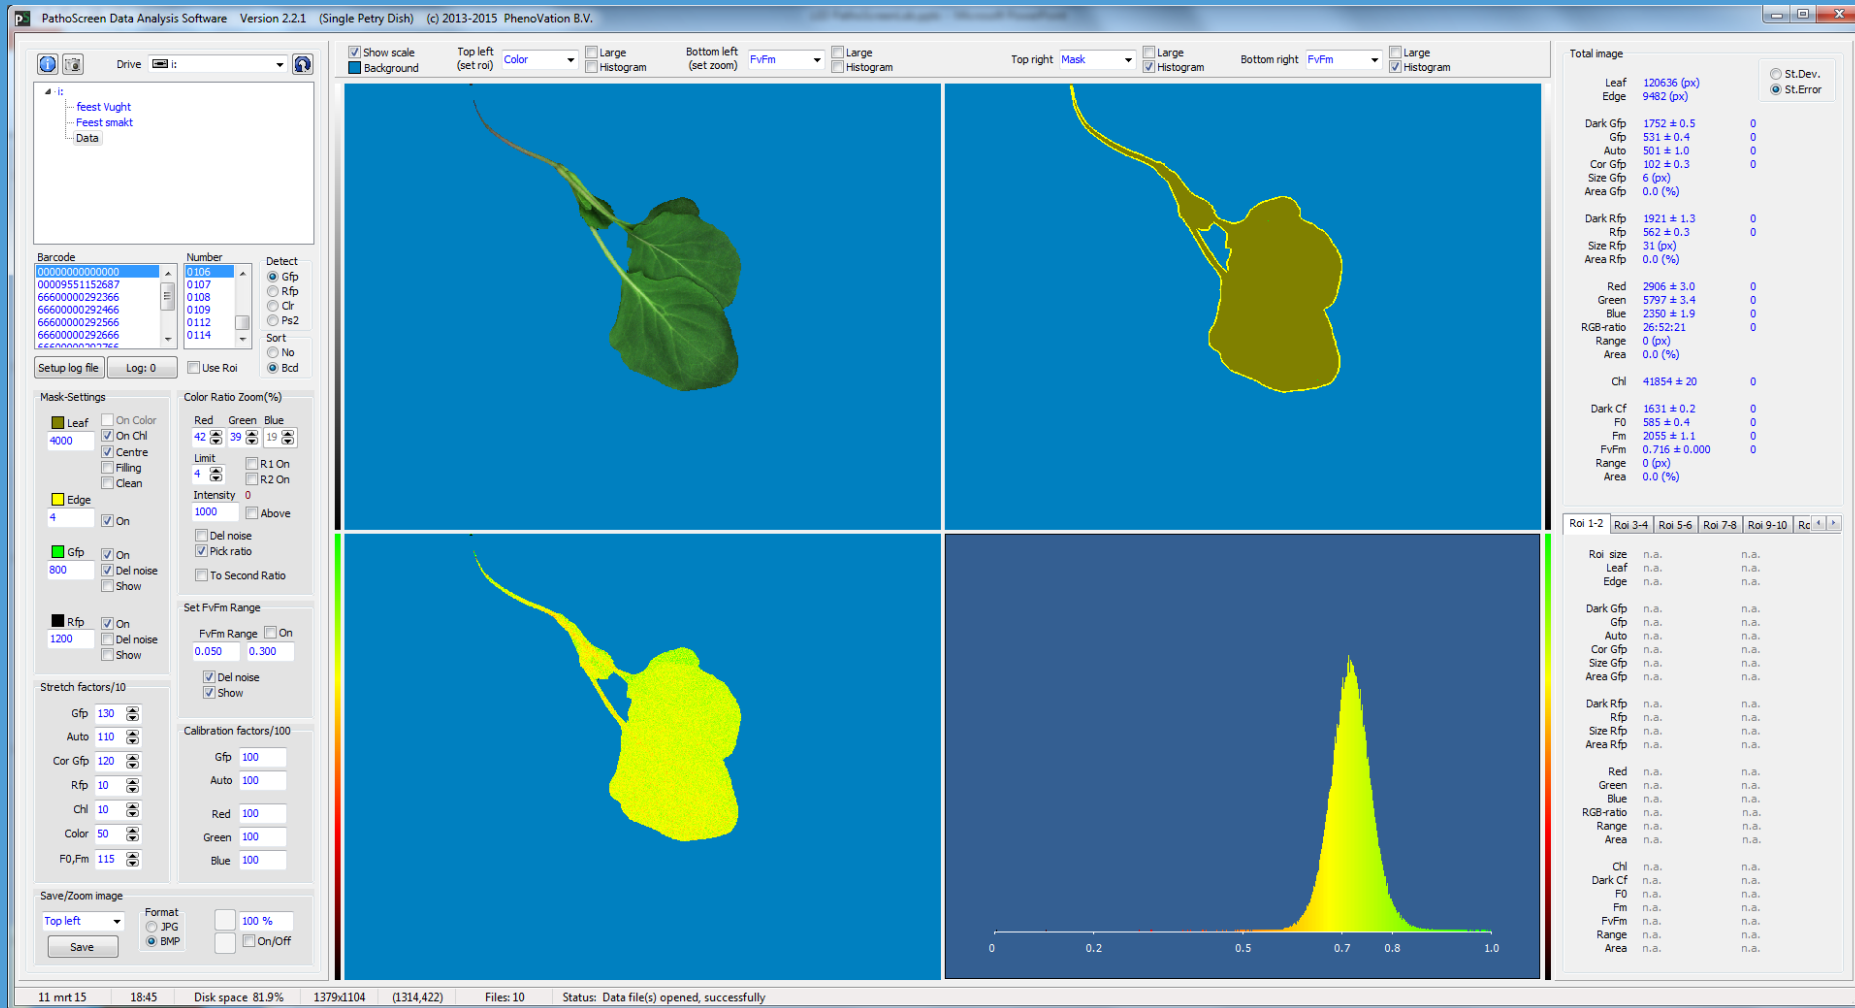 PathoScreen Data Analysis Software   Version 2.2.1   (Single Petry Dish)   (c) 2013-2015   PhenoVation B.V.
Drive i:
i:
feest Vught
Feest smakt
Data
Barcode
00000000000000
00009551152687
66600000292366
66600000292466
66600000292566
66600000292666
66600000292766
Number
0106
0107
0108
0109
0112
0114
Detect
Gfp
Rfp
Clr
Ps2
Sort
No
Bcd
Setup log file
Log: 0
Use Roi
Mask-Settings
Leaf
4000
On Color
On Chl
Centre
Filling
Clean
Edge
4
On
Gfp
800
On
Del noise
Show
Rfp
1200
On
Del noise
Show
Color Ratio Zoom(%)
Red Green Blue
42 39 19
Limit
4
R1 On
R2 On
Intensity 0
1000
Above
Del noise
Pick ratio
To Second Ratio
Set FvFm Range
FvFm Range On
0.050 0.300
Del noise
Show
Stretch factors/10
Gfp 130
Auto 110
Cor Gfp 120
Rfp 10
Chl 10
Color 50
F0,Fm 115
Calibration factors/100
Gfp 100
Auto 100
Red 100
Green 100
Blue 100
Save/Zoom image
Top left
Save
Format
JPG
BMP
100 %
On/Off
Show scale
Background
Top left
(set roi)
Color
Large
Histogram
Bottom left
(set zoom)
FvFm
Large
Histogram
Top right
Mask
Large
Histogram
Bottom right
FvFm
Large
Histogram
0 0.2 0.5 0.7 0.8 1.0
Total image
St.Dev.
St.Error
Leaf 120636 (px)
Edge 9482 (px)
Dark Gfp 1752 ± 0.5 0
Gfp 531 ± 0.4 0
Auto 501 ± 1.0 0
Cor Gfp 102 ± 0.3 0
Size Gfp 6 (px)
Area Gfp 0.0 (%)
Dark Rfp 1921 ± 1.3 0
Rfp 562 ± 0.3 0
Size Rfp 31 (px)
Area Rfp 0.0 (%)
Red 2906 ± 3.0 0
Green 5797 ± 3.4 0
Blue 2350 ± 1.9 0
RGB-ratio 26:52:21 0
Range 0 (px)
Area 0.0 (%)
Chl 41854 ± 20 0
Dark Cf 1631 ± 0.2 0
F0 585 ± 0.4 0
Fm 2055 ± 1.1 0
FvFm 0.716 ± 0.000 0
Range 0 (px)
Area 0.0 (%)
Roi 1-2 Roi 3-4 Roi 5-6 Roi 7-8 Roi 9-10 Rc
Roi size n.a. n.a.
Leaf n.a. n.a.
Edge n.a. n.a.
Dark Gfp n.a. n.a.
Gfp n.a. n.a.
Auto n.a. n.a.
Cor Gfp n.a. n.a.
Size Gfp n.a. n.a.
Area Gfp n.a. n.a.
Dark Rfp n.a. n.a.
Rfp n.a. n.a.
Size Rfp n.a. n.a.
Area Rfp n.a. n.a.
Red n.a. n.a.
Green n.a. n.a.
Blue n.a. n.a.
RGB-ratio n.a. n.a.
Range n.a. n.a.
Area n.a. n.a.
Chl n.a. n.a.
Dark Cf n.a. n.a.
F0 n.a. n.a.
Fm n.a. n.a.
FvFm n.a. n.a.
Range n.a. n.a.
Area n.a. n.a.
11 mrt 15 18:45 Disk space 81.9% 1379x1104 (1314,422) Files: 10 Status: Data file(s) opened, successfully